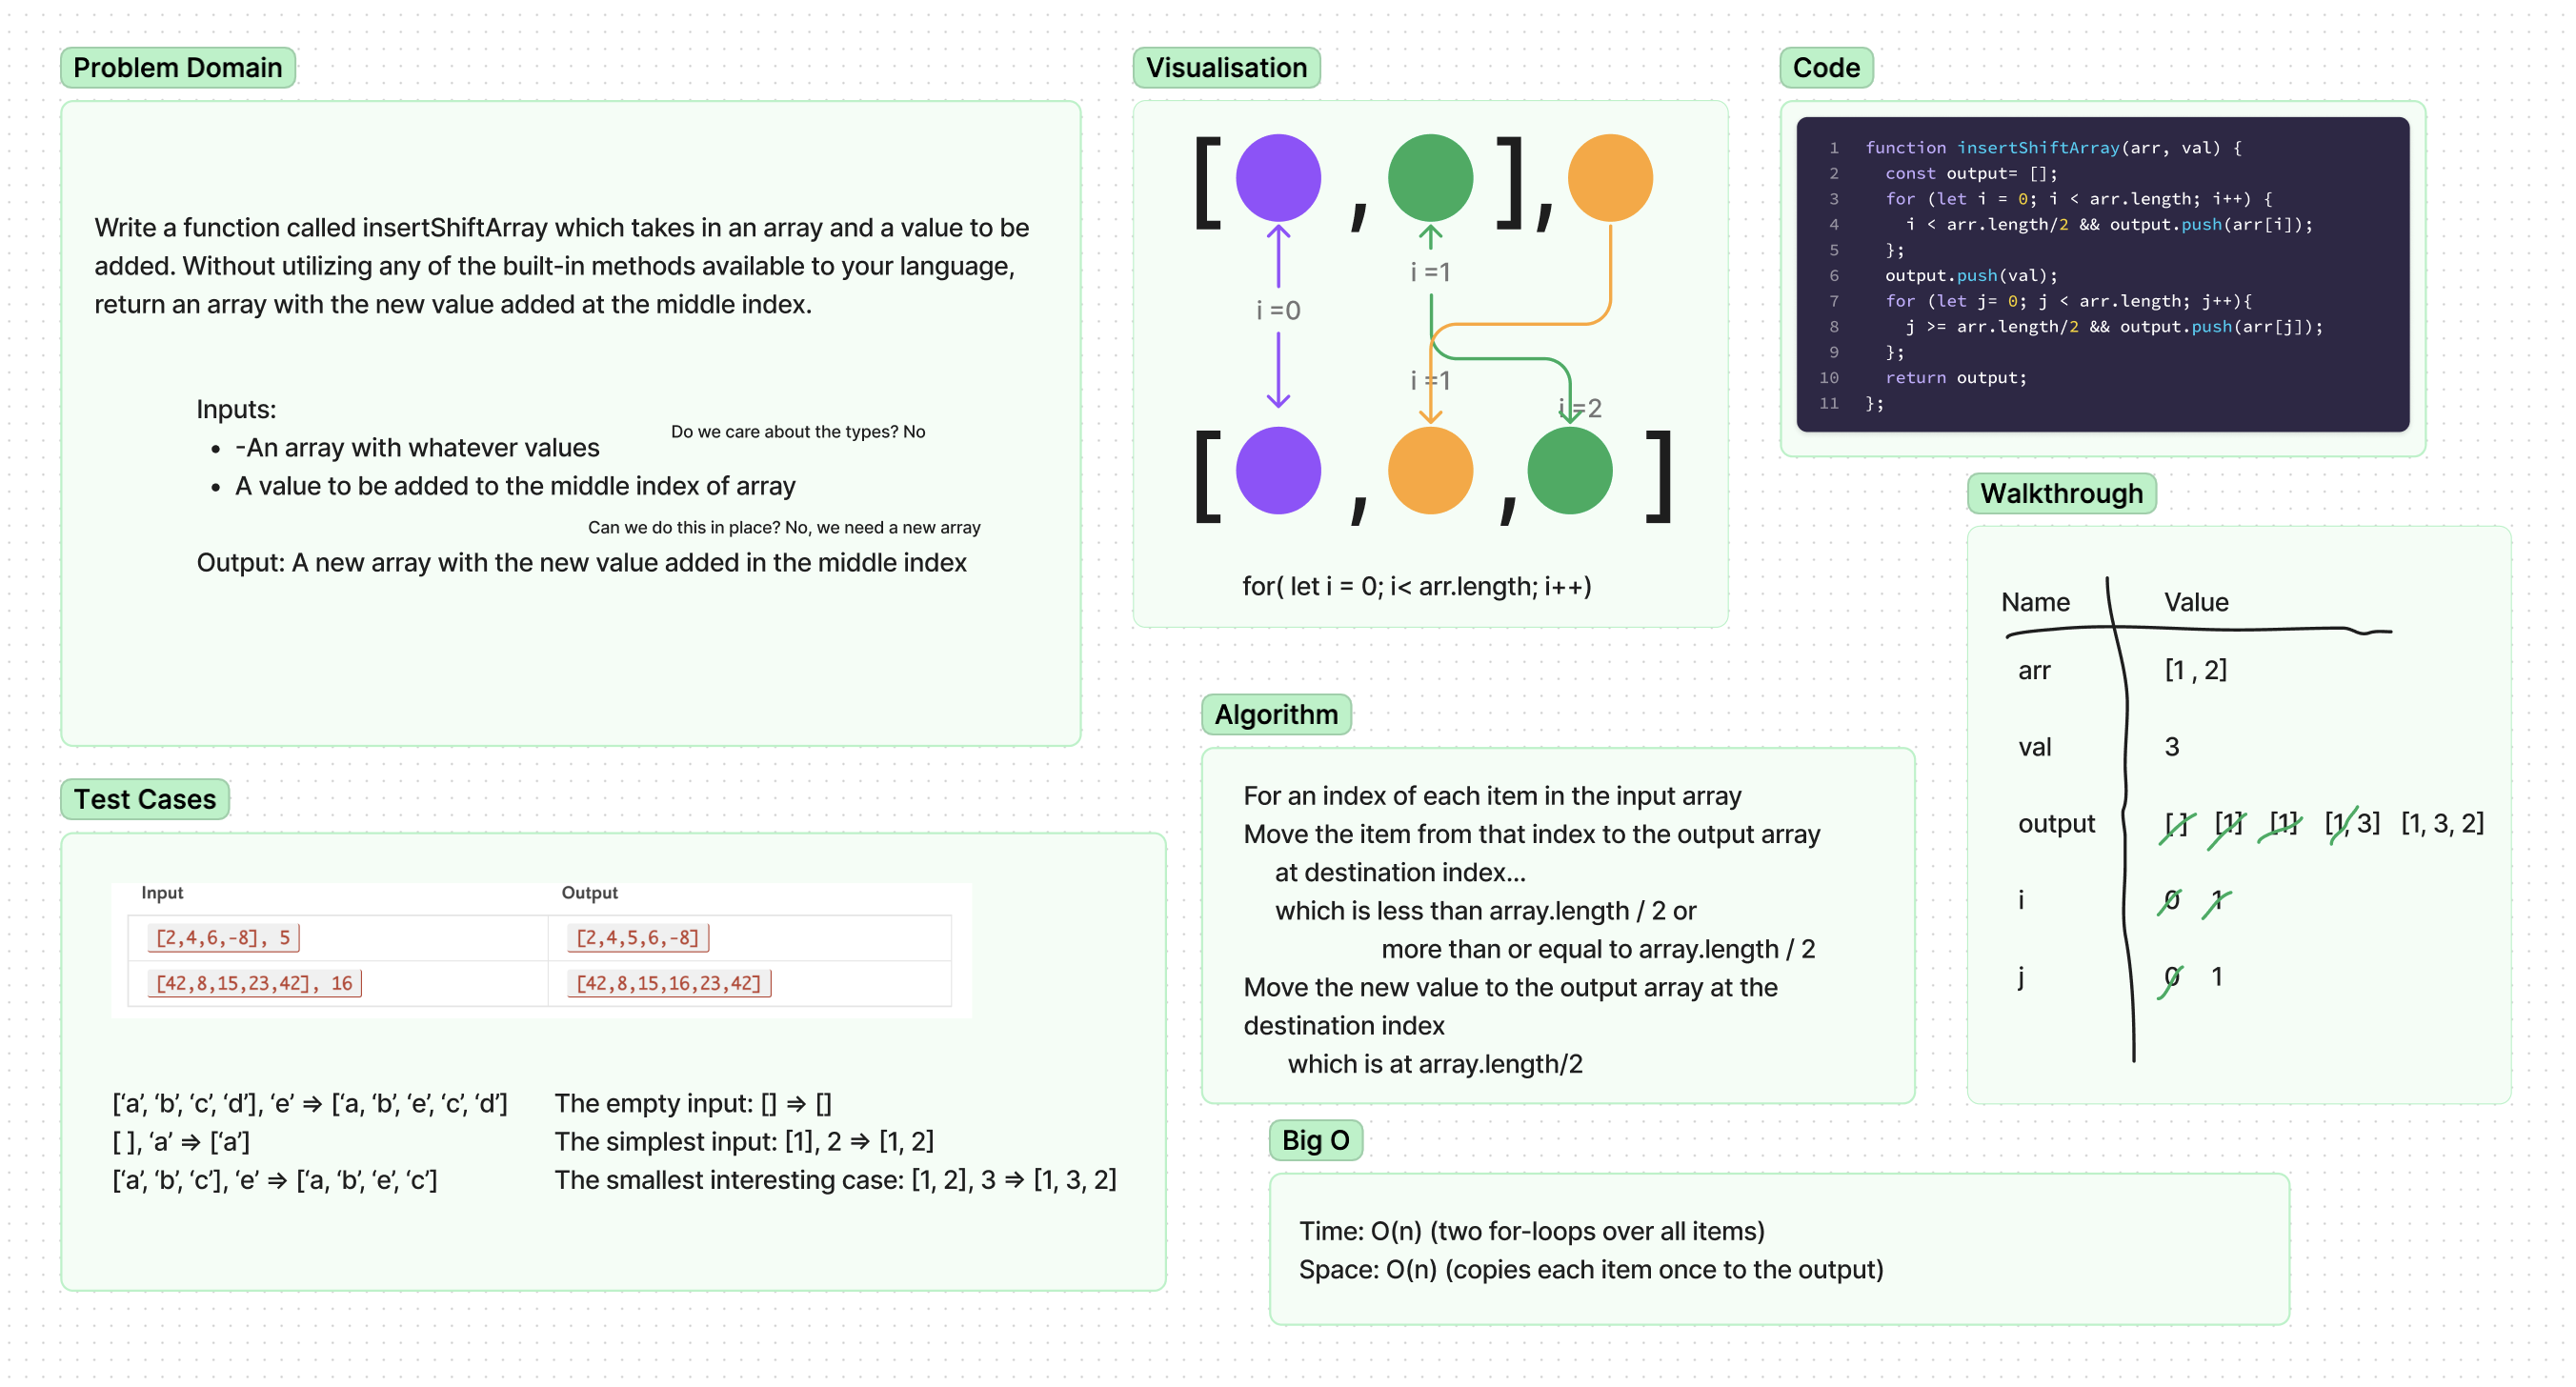 Problem Domain
Write a function called insertShiftArray which takes in an array and a value to be
added. Without utilizing any of the built-in methods available to your language,
return an array with the new value added at the middle index.
Inputs:
• -An array with whatever values
Do we care about the types? No
• A value to be added to the middle index of array
Can we do this in place? No, we need a new array
Output: A new array with the new value added in the middle index
Test Cases
Input Output
[2,4,6,-8], 5 [2,4,5,6,-8]
[42,8,15,23,42], 16 [42,8,15,16,23,42]
[‘a’, ‘b’, ‘c’, ‘d’], ‘e’ => [‘a, ‘b’, ‘e’, ‘c’, ‘d’]
[ ], ‘a’ => [‘a’]
[‘a’, ‘b’, ‘c’], ‘e’ => [‘a, ‘b’, ‘e’, ‘c’]
The empty input: [] => []
The simplest input: [1], 2 => [1, 2]
The smallest interesting case: [1, 2], 3 => [1, 3, 2]
Visualisation
[ , ],
i =1
i =0
i =1
i =2
[ , , ]
for( let i = 0; i< arr.length; i++)
Algorithm
For an index of each item in the input array
Move the item from that index to the output array
at destination index...
which is less than array.length / 2 or
more than or equal to array.length / 2
Move the new value to the output array at the
destination index
which is at array.length/2
Big O
Time: O(n) (two for-loops over all items)
Space: O(n) (copies each item once to the output)
Code
1 function insertShiftArray(arr, val) {
2 const output= [];
3 for (let i = 0; i < arr.length; i++) {
4 i < arr.length/2 && output.push(arr[i]);
5 };
6 output.push(val);
7 for (let j= 0; j < arr.length; j++){
8 j >= arr.length/2 && output.push(arr[j]);
9 };
10 return output;
11 };
Walkthrough
Name Value
arr [1 , 2]
val 3
output [ ] [1] [1] [1, 3] [1, 3, 2]
i 0 1
j 0 1